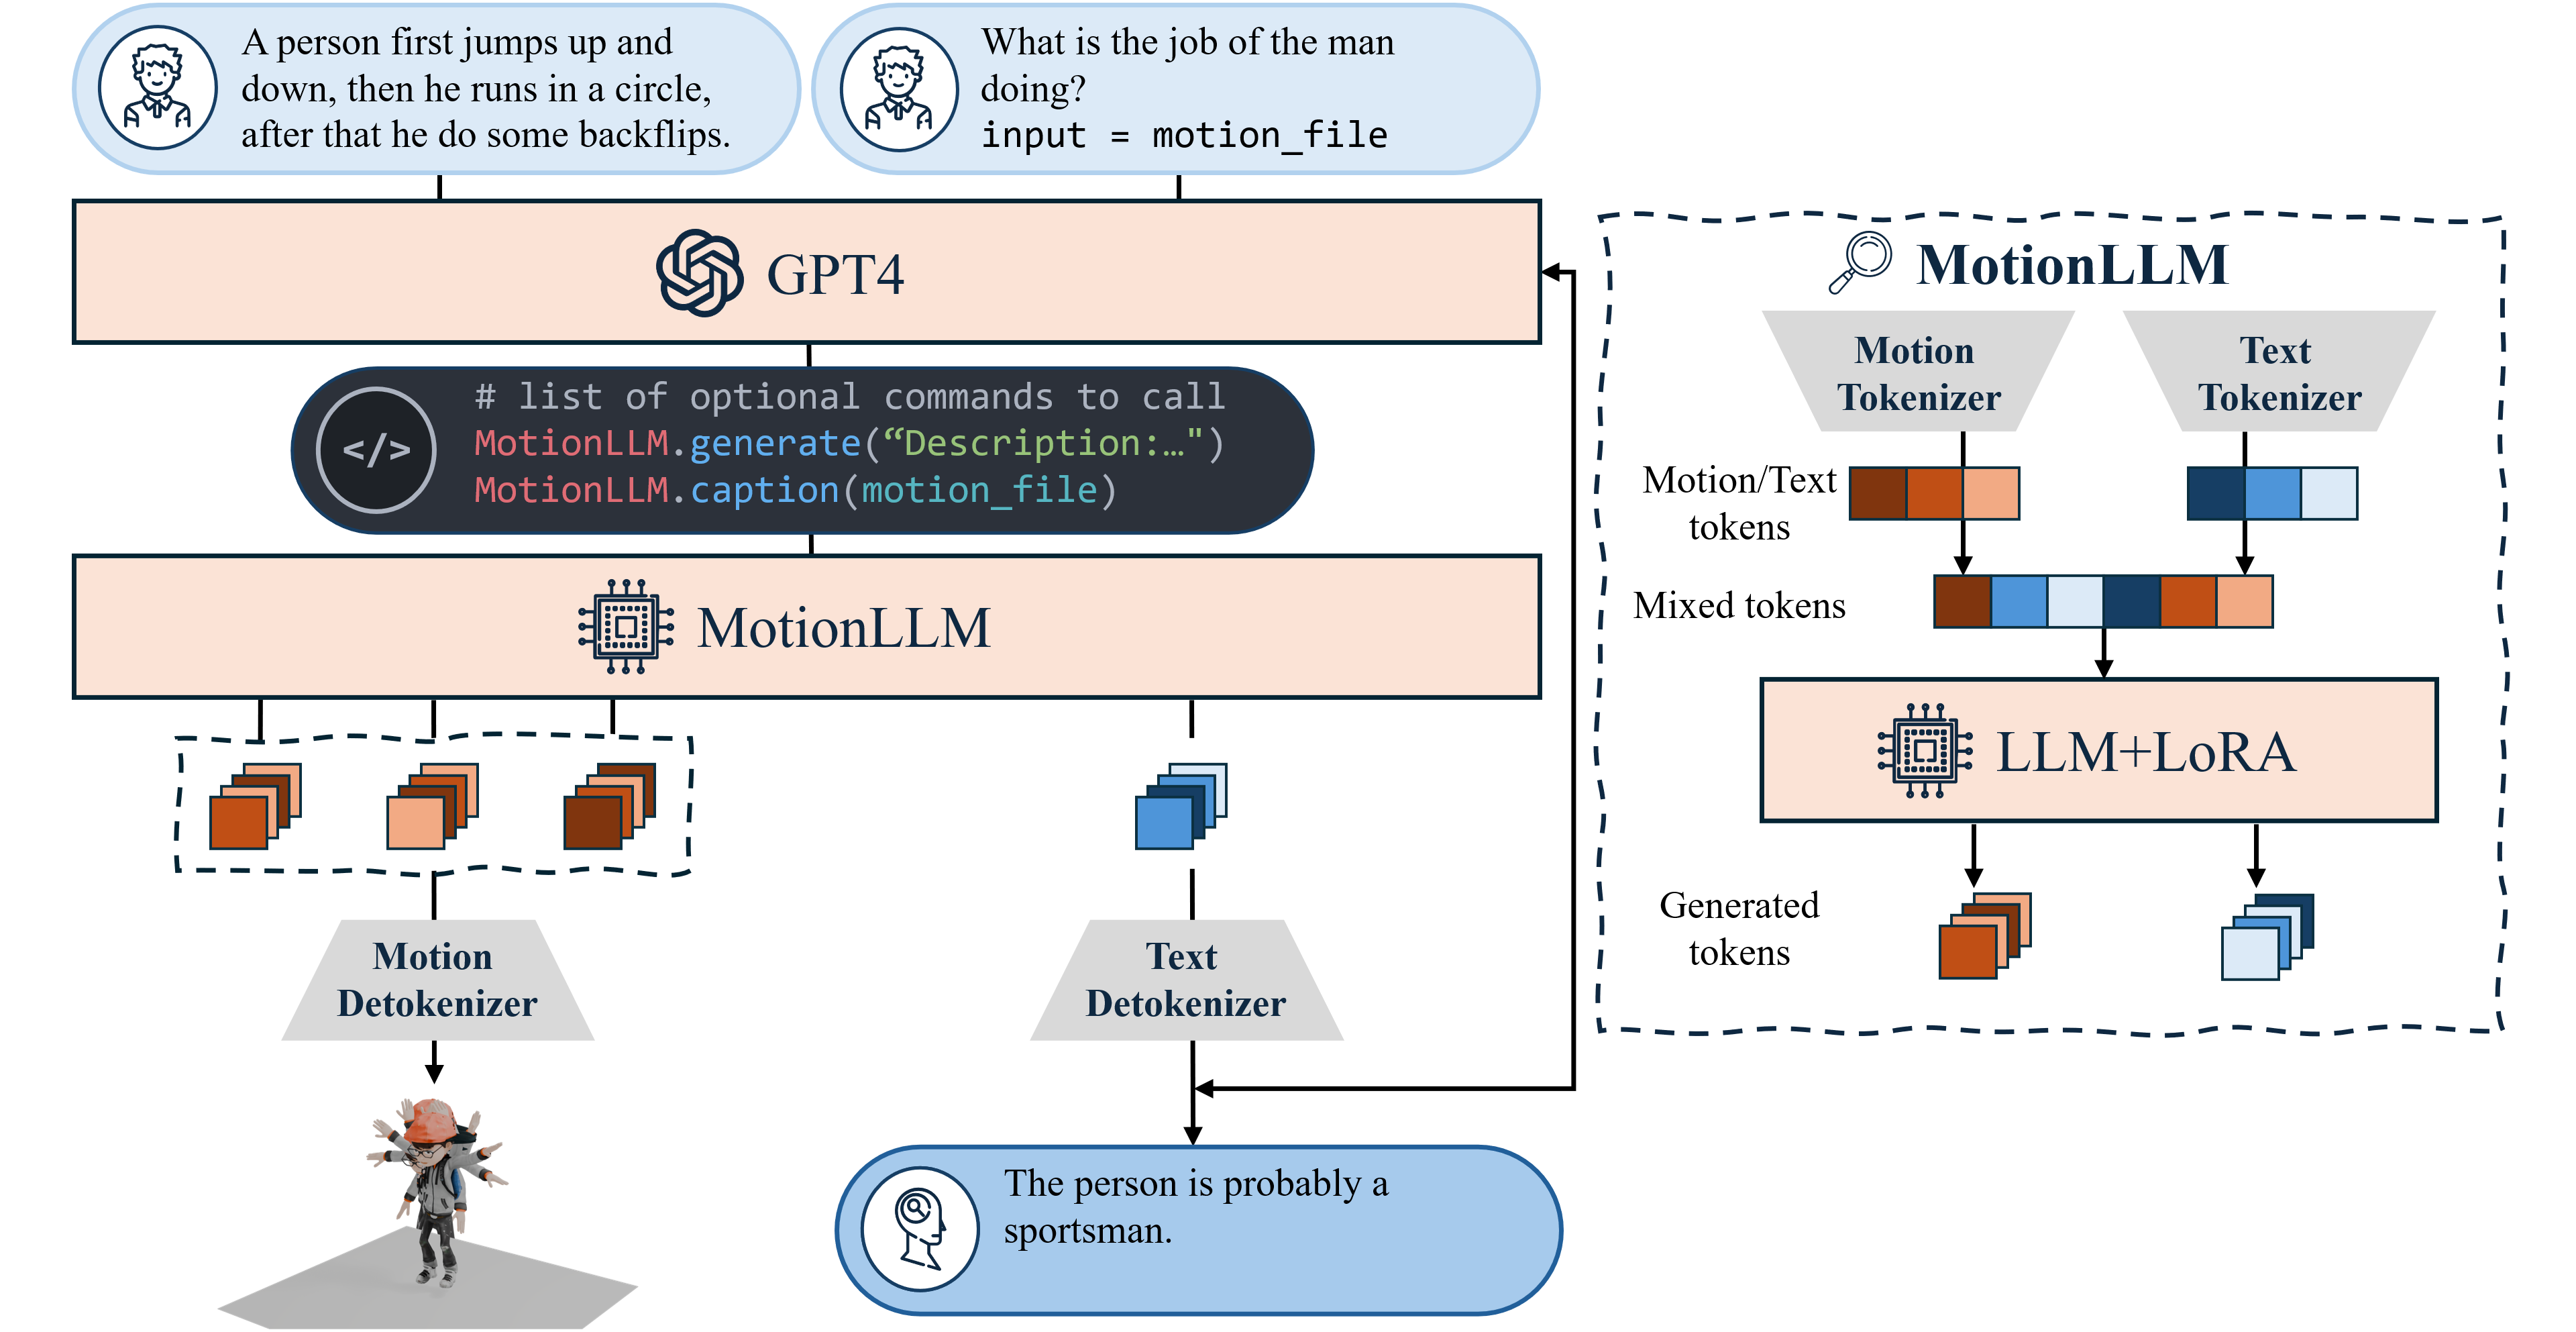 A person first jumps up and
down, then he runs in a circle,
after that he do some backflips.
What is the job of the man
doing?
input = motion_file
GPT4
# list of optional commands to call
MotionLLM.generate(“Description:…")
MotionLLM.caption(motion_file)
</>
MotionLLM
Motion
Detokenizer
Text
Detokenizer
The person is probably a
sportsman.
MotionLLM
Motion
Tokenizer
Text
Tokenizer
Motion/Text
tokens
Mixed tokens
LLM+LoRA
Generated
tokens